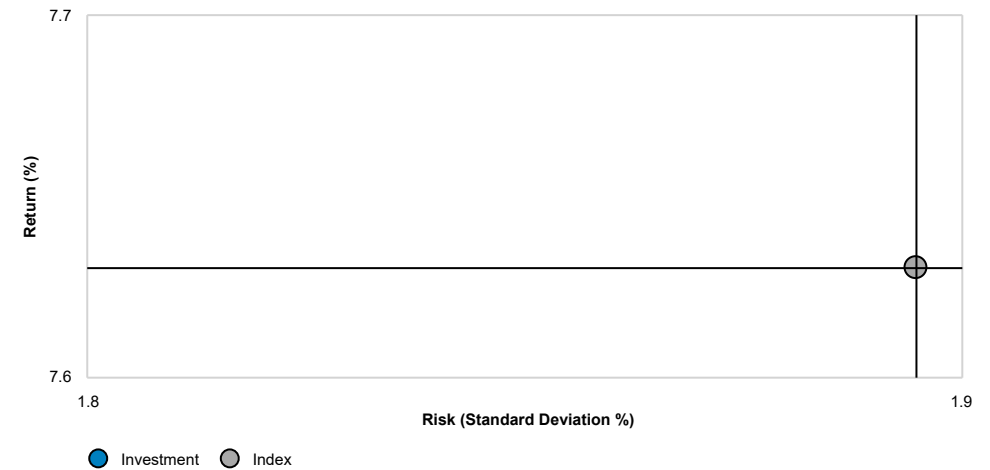 7.7
Return (%)
7.6
1.8
1.9
Risk (Standard Deviation %)
Investment
Index